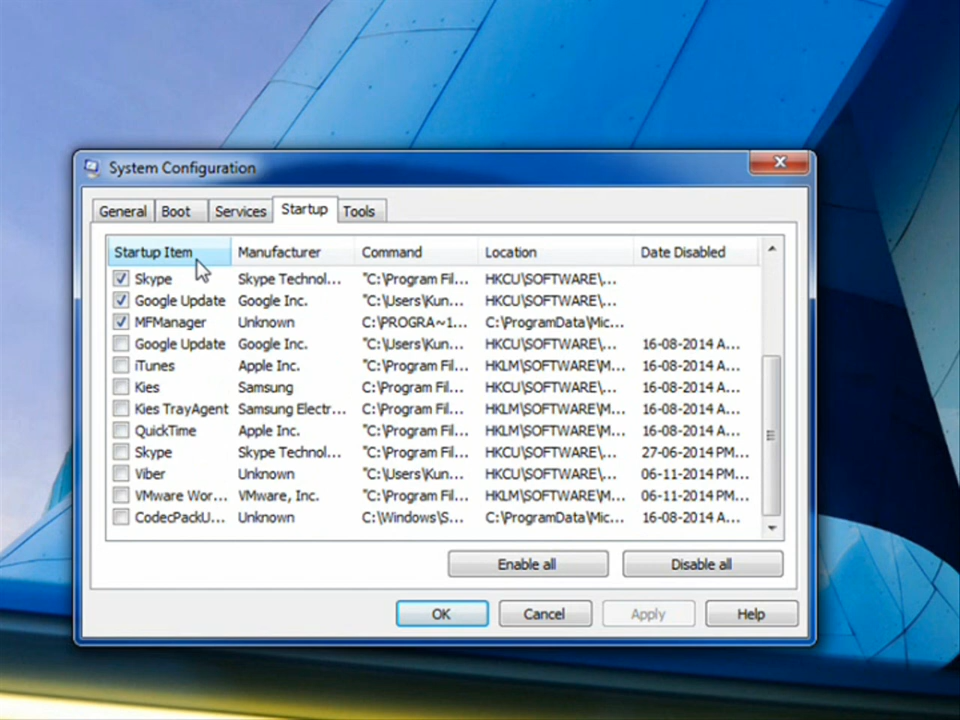 System Configuration
General Boot Services Startup Tools
Startup Item Manufacturer Command Location Date Disabled
Skype Skype Technol... "C:\Program Fil... HKCU\SOFTWARE\...
Google Update Google Inc. "C:\Users\Kun... HKCU\SOFTWARE\...
MFManager Unknown C:\PROGRA~1... C:\ProgramData\Mic...
Google Update Google Inc. "C:\Users\Kun... HKCU\SOFTWARE\... 16-08-2014 A...
iTunes Apple Inc. "C:\Program Fil... HKLM\SOFTWARE\M... 16-08-2014 A...
Kies Samsung C:\Program Fil... HKCU\SOFTWARE\... 16-08-2014 A...
Kies TrayAgent Samsung Electr... C:\Program Fil... HKLM\SOFTWARE\M... 16-08-2014 A...
QuickTime Apple Inc. "C:\Program Fil... HKLM\SOFTWARE\M... 16-08-2014 A...
Skype Skype Technol... "C:\Program Fil... HKCU\SOFTWARE\... 27-06-2014 PM...
Viber Unknown "C:\Users\Kun... HKCU\SOFTWARE\... 06-11-2014 PM...
VMware Wor... VMware, Inc. "C:\Program Fil... HKLM\SOFTWARE\M... 06-11-2014 PM...
CodecPackU... Unknown C:\Windows\S... C:\ProgramData\Mic... 16-08-2014 A...
Enable all Disable all
OK Cancel Apply Help